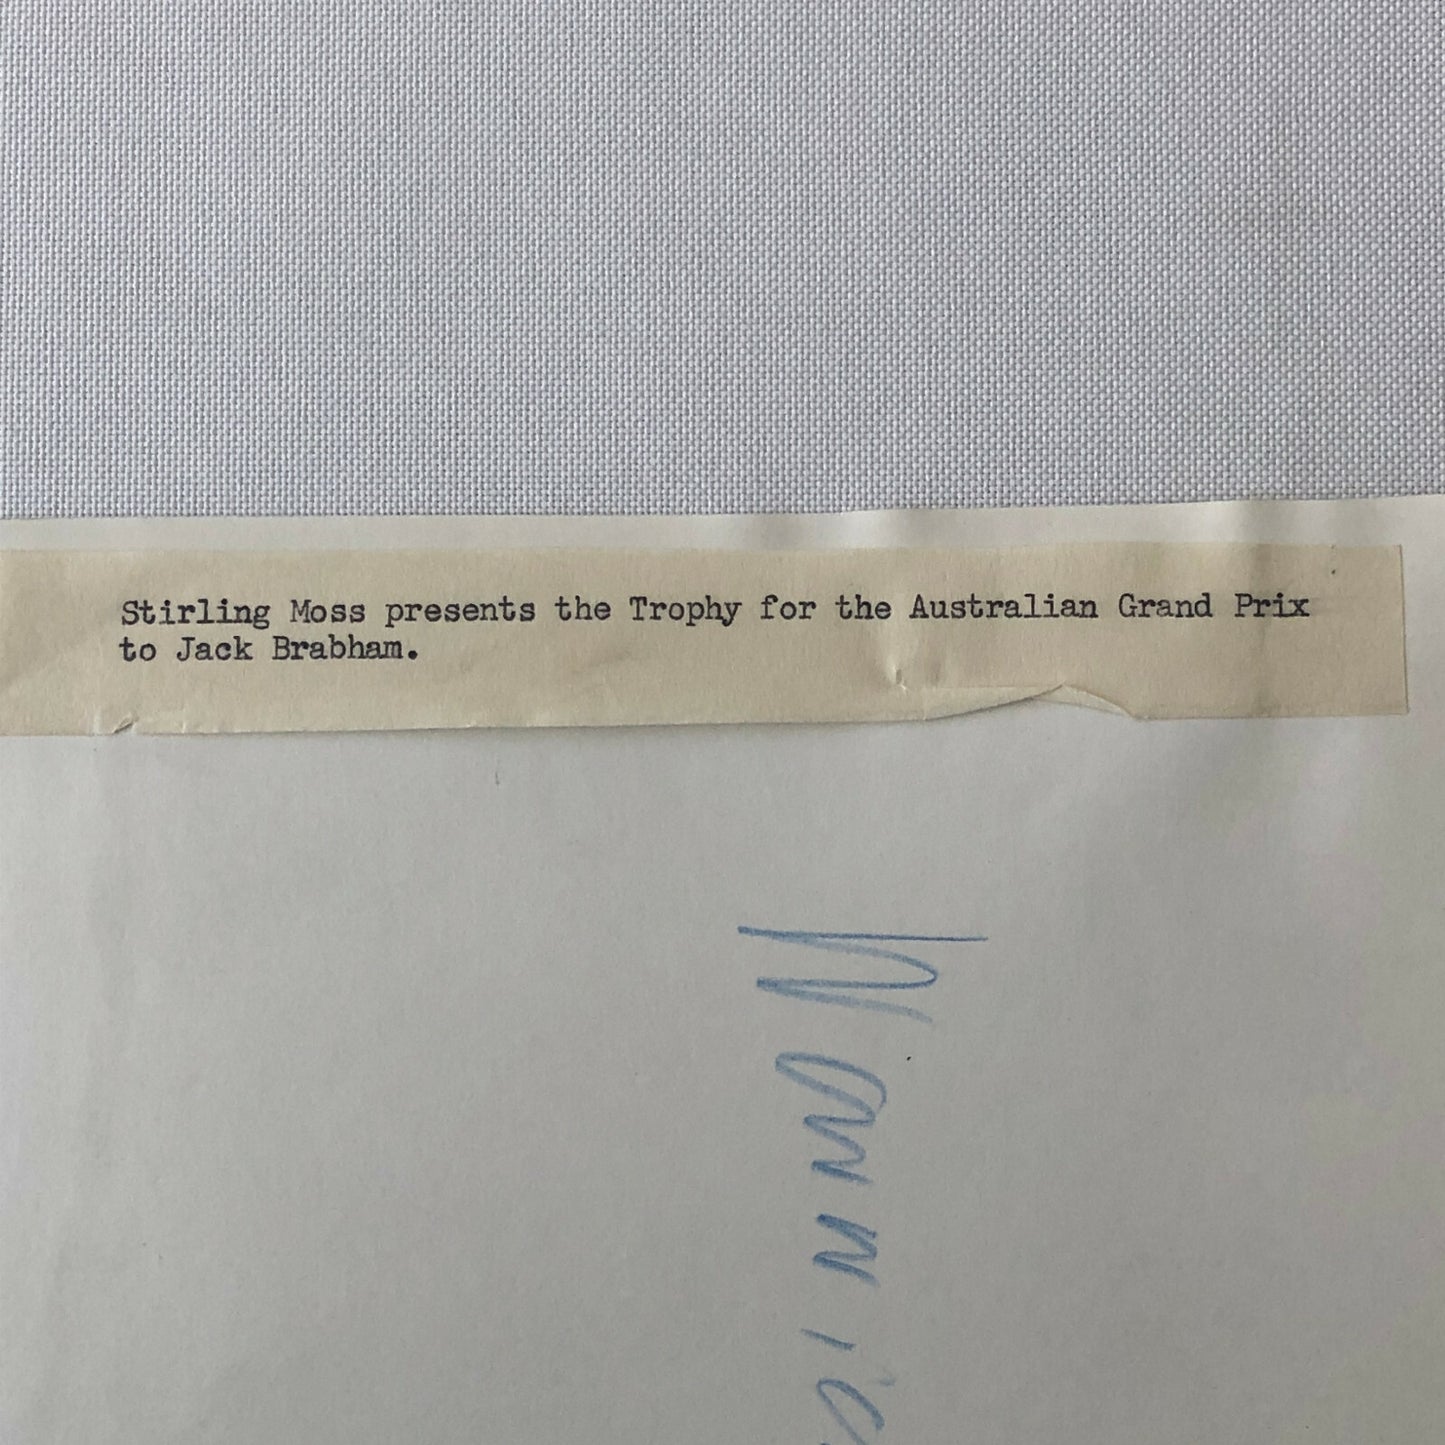 Stirling Moss presents the Trophy for the Australian Grand Prix
to Jack Brabham.